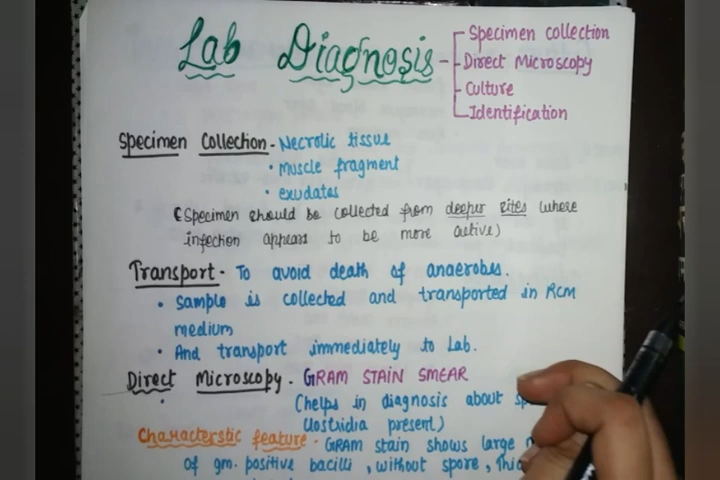 Lab Diagnosis
Specimen collection
Direct Microscopy
Culture
Identification
Specimen Collection - Necrotic tissue
• Muscle fragment
• exudates
(Specimen should be collected from deeper sites where
infection appears to be more active)
Transport - To avoid death of anaerobes.
• Sample is collected and transported in RCM
medium
• And transport immediately to Lab.
Direct Microscopy - GRAM STAIN SMEAR
(helps in diagnosis about
clostridia present)
Characterstic feature - GRAM stain shows large
of gm. positive bacilli, without spore,